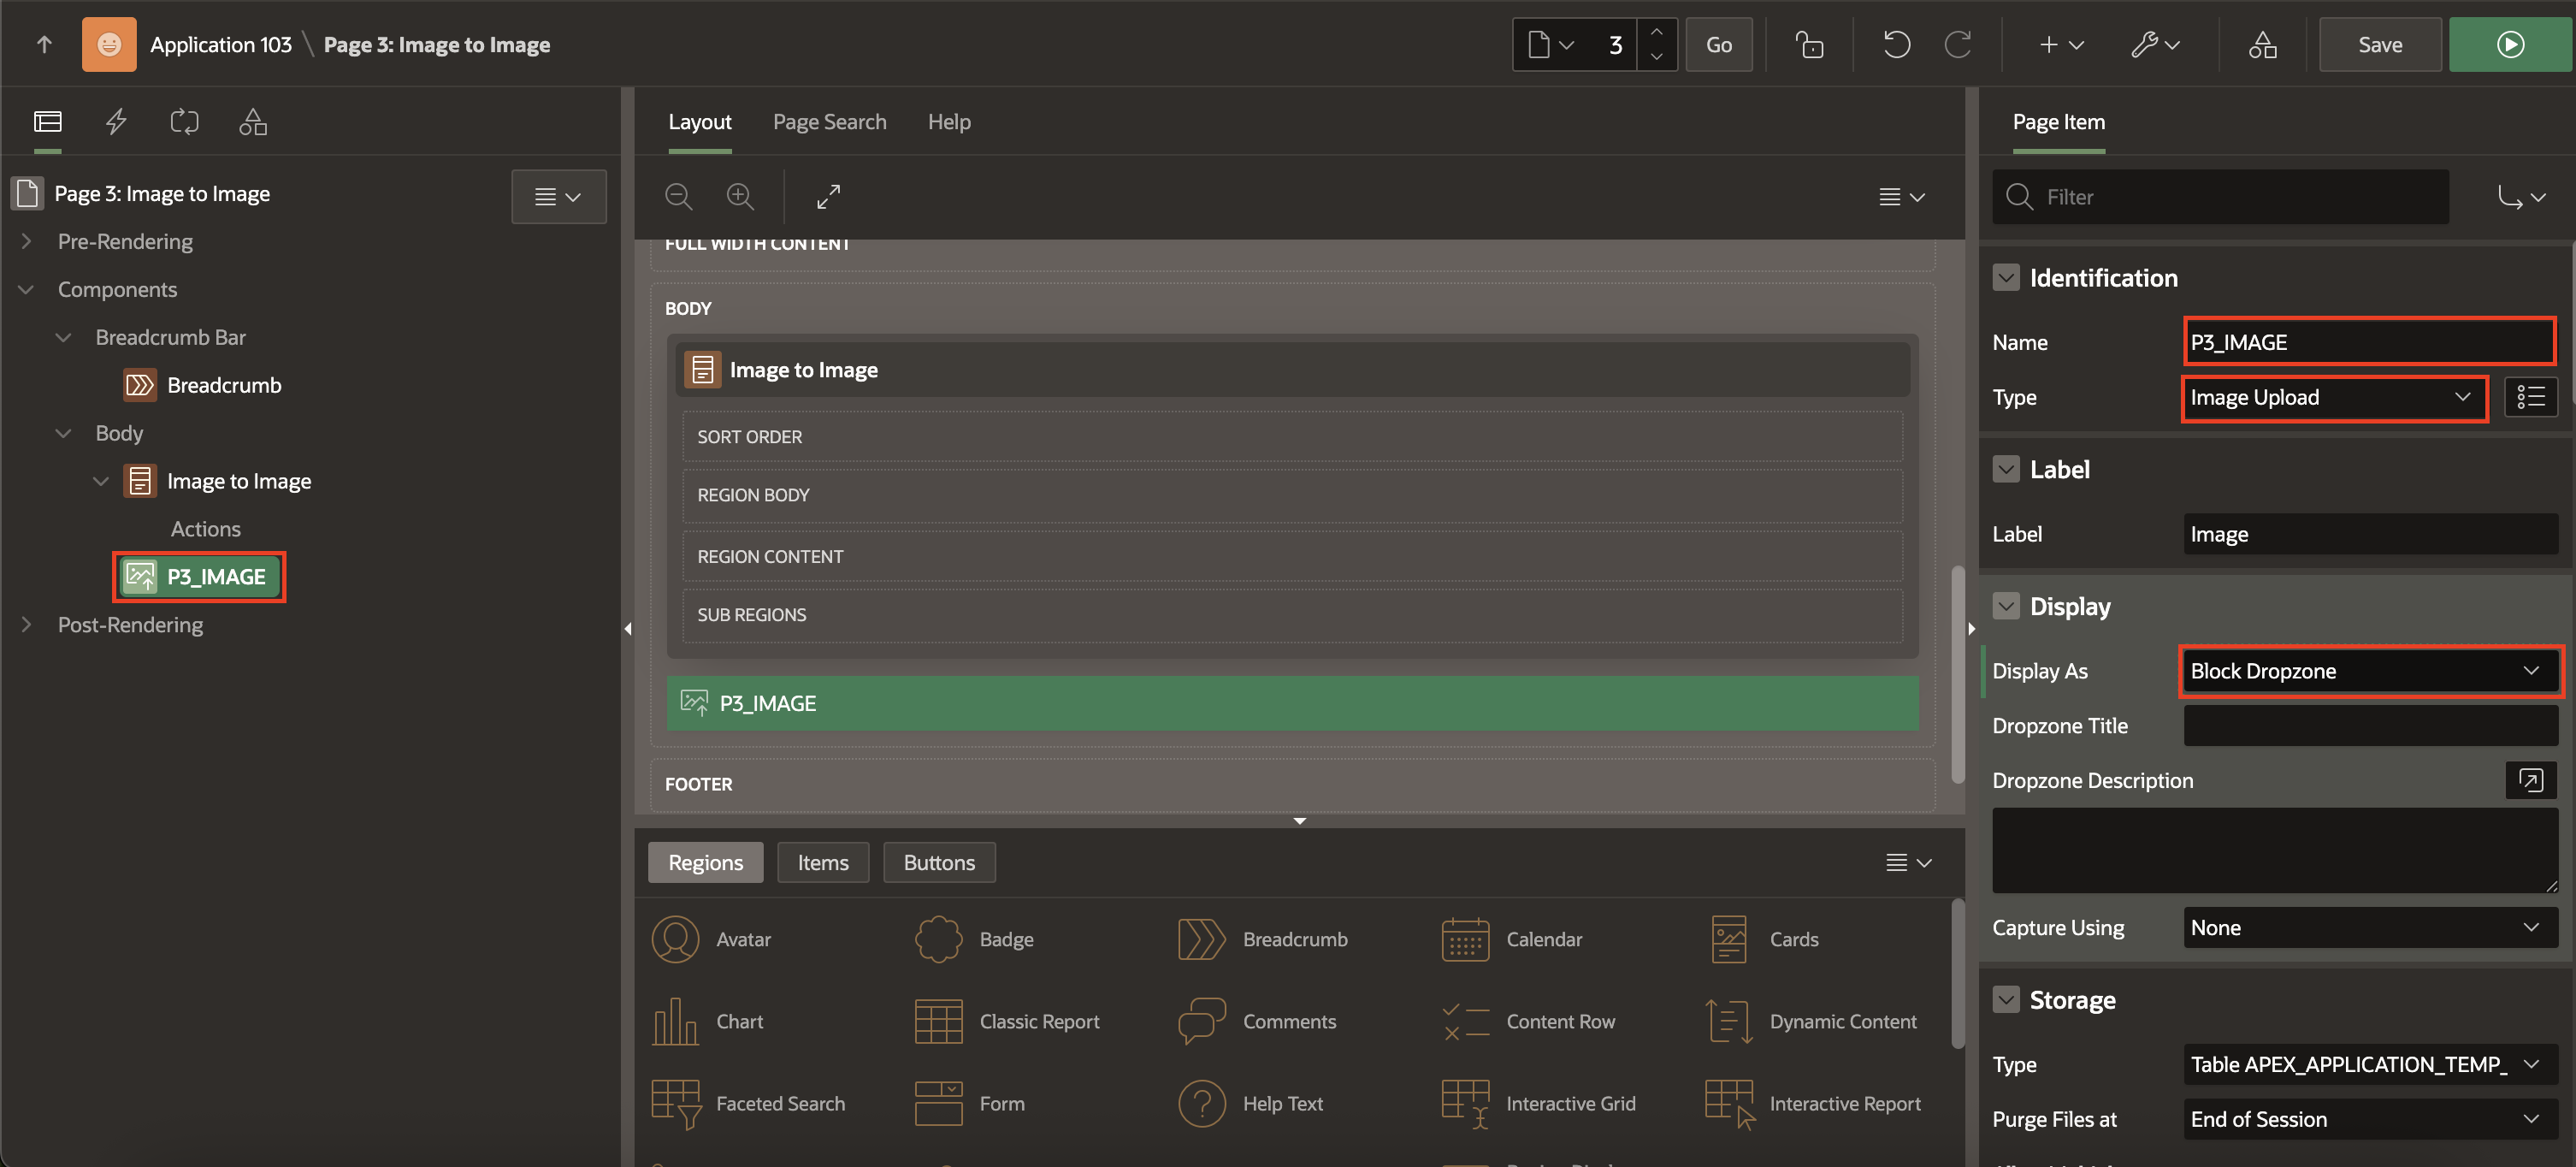 Application 103 \ Page 3: Image to Image
3
Go
Save
Layout
Page Search
Help
Page Item
Page 3: Image to Image
Pre-Rendering
Components
Breadcrumb Bar
Breadcrumb
Body
Image to Image
Actions
P3_IMAGE
Post-Rendering
FULL WIDTH CONTENT
BODY
Image to Image
SORT ORDER
REGION BODY
REGION CONTENT
SUB REGIONS
P3_IMAGE
FOOTER
Regions
Items
Buttons
Avatar
Badge
Breadcrumb
Calendar
Cards
Chart
Classic Report
Comments
Content Row
Dynamic Content
Faceted Search
Form
Help Text
Interactive Grid
Interactive Report
Filter
Identification
Name
P3_IMAGE
Type
Image Upload
Label
Label
Image
Display
Display As
Block Dropzone
Dropzone Title
Dropzone Description
Capture Using
None
Storage
Type
Table APEX_APPLICATION_TEMP_
Purge Files at
End of Session